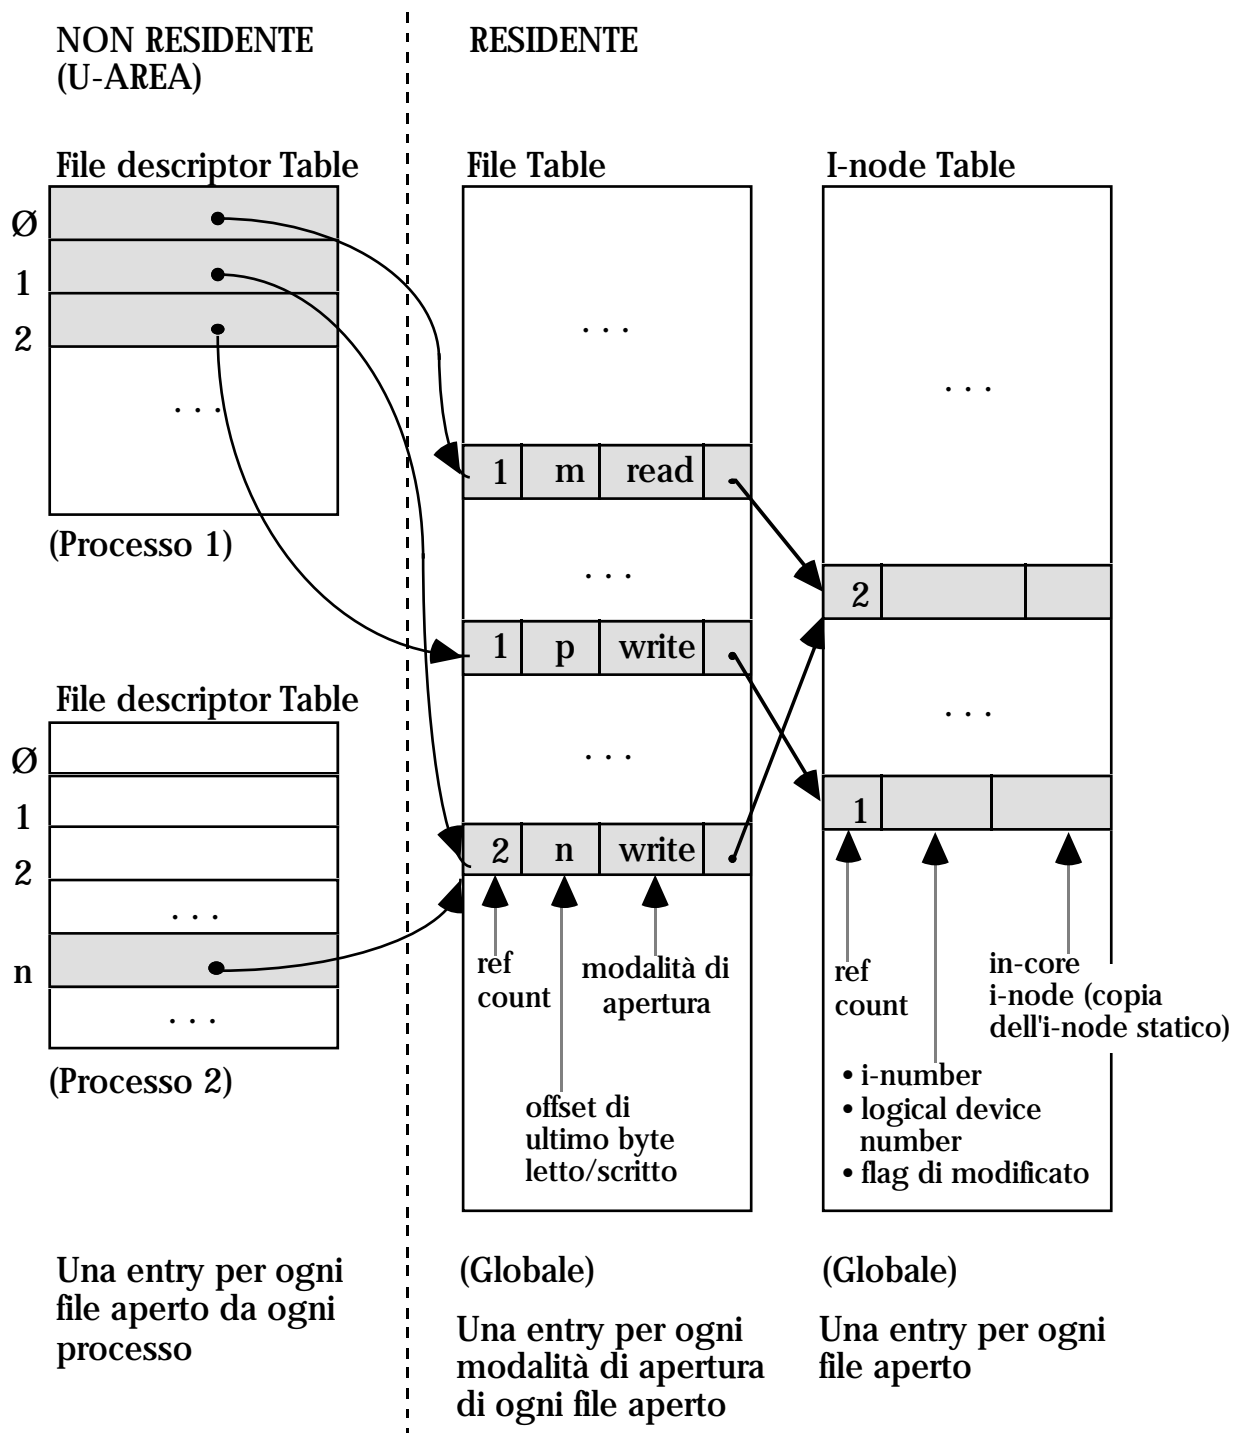 NON RESIDENTE
(U-AREA)
RESIDENTE
File descriptor Table
Ø
1
2
. . .
(Processo 1)
File descriptor Table
Ø
1
2
. . .
n
. . .
(Processo 2)
Una entry per ogni
file aperto da ogni
processo
File Table
. . .
1 m read
. . .
1 p write
. . .
2 n write
ref
count
modalità di
apertura
offset di
ultimo byte
letto/scritto
(Globale)
Una entry per ogni
modalità di apertura
di ogni file aperto
I-node Table
. . .
2
. . .
1
ref
count
in-core
i-node (copia
dell'i-node statico)
• i-number
• logical device
number
• flag di modificato
(Globale)
Una entry per ogni
file aperto